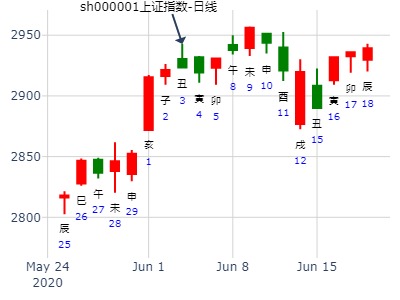 sh000001上证指数-日线
2950
2900
2850
2800
辰
25
巳
26
午
27
未
28
申
29
亥
1
子
2
丑
3
寅
4
卯
5
午
8
未
9
申
10
酉
11
戌
12
丑
15
寅
16
卯
17
辰
18
May 24
2020
Jun 1
Jun 8
Jun 15